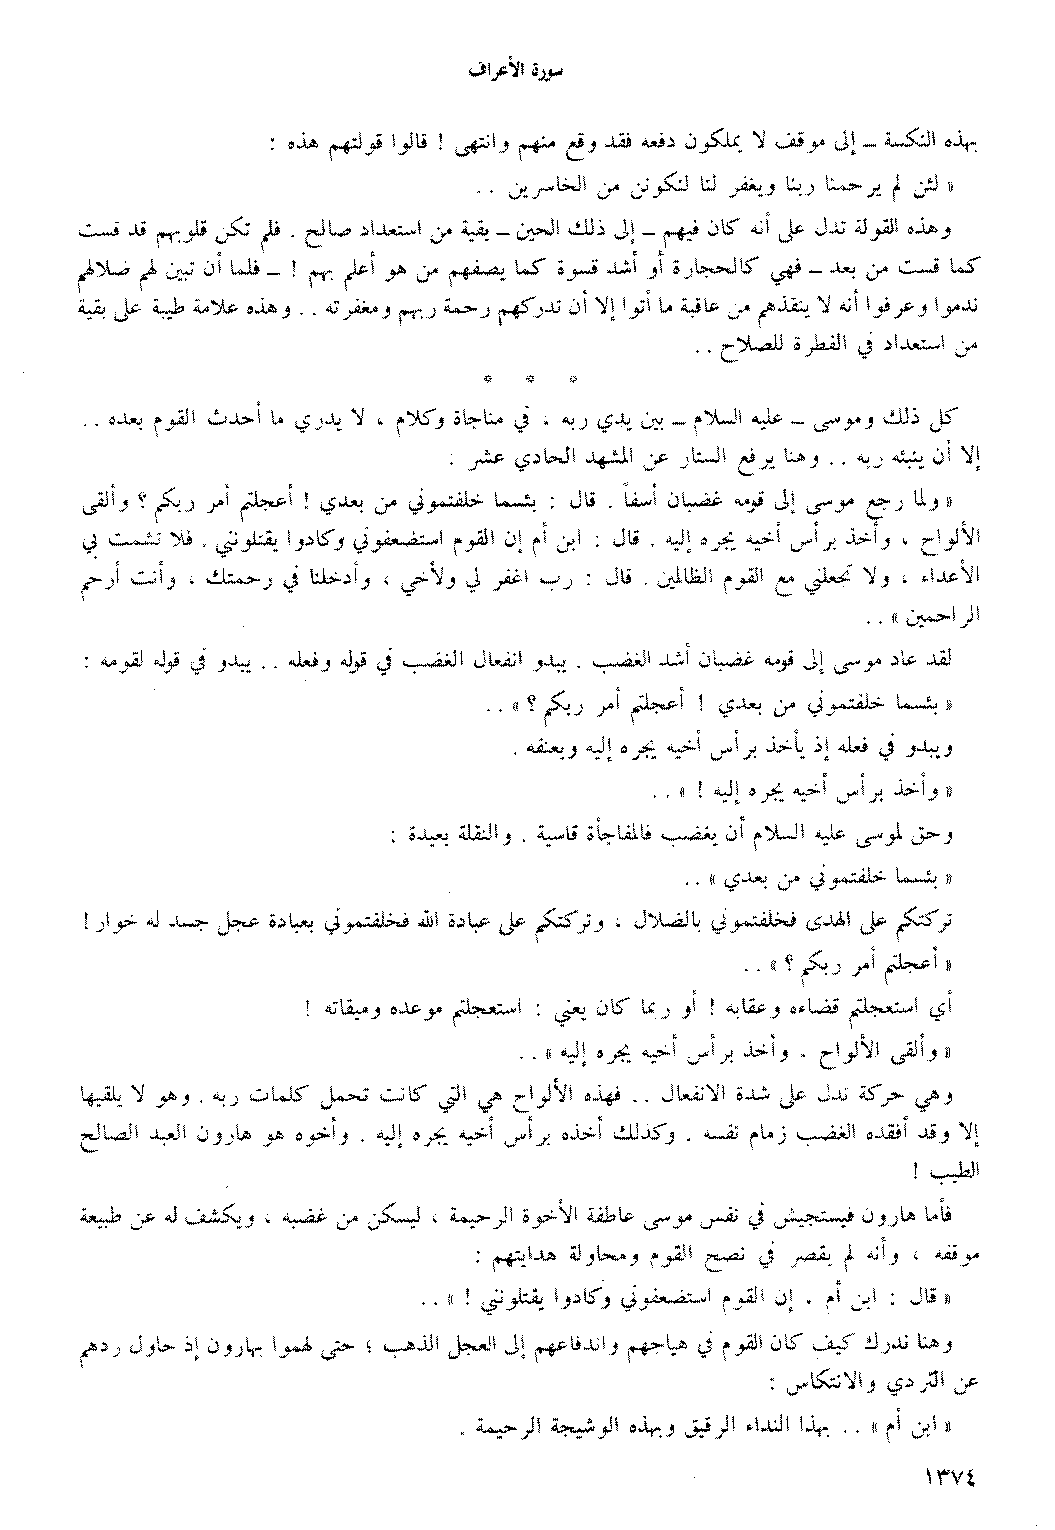 سورة الأعراف
بهذه النكسة – إلى موقف لا يملكون دفعه فقد وقع منهم وانتهى ! قالوا قولتهم هذه :
« لئن لم يرحمنا ربنا ويغفر لنا لنكونن من الخاسرين ..
وهذه القولة تدل على أنه كان فيهم – إلى ذلك الحين – بقية من استعداد صالح . فلم تكن قلوبهم قد قست
كما قست من بعد – فهي كالحجارة أو أشد قسوة كما يصفهم من هو أعلم بهم ! – فلما أن تبين لهم ضلالهم
ندموا وعرفوا أنه لا ينقذهم من عاقبة ما أتوا إلا أن تدركهم رحمة ربهم ومغفرته .. وهذه علامة طيبة على بقية
من استعداد في الفطرة للصلاح ..
* * *
كل ذلك وموسى – عليه السلام – بين يدي ربه ، في مناجاة وكلام ، لا يدري ما أحدث القوم بعده ..
إلا أن ينبئه ربه .. وهنا يرفع الستار عن المشهد الحادي عشر :
« ولما رجع موسى إلى قومه غضبان أسفاً . قال : بئسما خلفتموني من بعدي ! أعجلتم أمر ربكم ؟ وألقى
الألواح ، وأخذ برأس أخيه يجره إليه . قال : ابن أم إن القوم استضعفوني وكادوا يقتلونني . فلا تشمت بي
الأعداء ، ولا تجعلني مع القوم الظالمين . قال : رب اغفر لي ولأخي ، وأدخلنا في رحمتك ، وأنت أرحم
الراحمين » ..
لقد عاد موسى إلى قومه غضبان أشد الغضب . يبدو انفعال الغضب في قوله وفعله .. يبدو في قوله لقومه :
« بئسما خلفتموني من بعدي ! أعجلتم أمر ربكم ؟ » ..
ويبدو في فعله إذ يأخذ برأس أخيه يجره إليه ويعنفه .
« وأخذ برأس أخيه يجره إليه ! » ..
وحق لموسى عليه السلام أن يغضب فالمفاجأة قاسية . والنقلة بعيدة :
« بئسما خلفتموني من بعدي » ..
تركتكم على الهدى فخلفتموني بالضلال ، وتركتكم على عبادة الله فخلفتموني بعبادة عجل جسد له خوار !
« أعجلتم أمر ربكم ؟ » ..
أي استعجلتم قضاءه وعقابه ! أو ربما كان يعني : استعجلتم موعده وميقاته !
« وألقى الألواح . وأخذ برأس أخيه يجره إليه » ..
وهي حركة تدل على شدة الانفعال .. فهذه الألواح هي التي كانت تحمل كلمات ربه . وهو لا يلقيها
إلا وقد أفقده الغضب زمام نفسه . وكذلك أخذه برأس أخيه يجره إليه . وأخوه هو هارون العبد الصالح
الطيب !
فأما هارون فيستجيش في نفس موسى عاطفة الأخوة الرحيمة ، ليسكن من غضبه ، ويكشف له عن طبيعة
موقفه ، وأنه لم يقصر في نصح القوم ومحاولة هدايتهم :
« قال : ابن أم . إن القوم استضعفوني وكادوا يقتلونني ! » ..
وهنا ندرك كيف كان القوم في هياجهم واندفاعهم إلى العجل الذهب ؛ حتى لهموا بهارون إذ حاول ردهم
عن التردي والانتكاس :
« ابن أم » .. بهذا النداء الرقيق وبهذه الوشيجة الرحيمة .
١٣٧٤